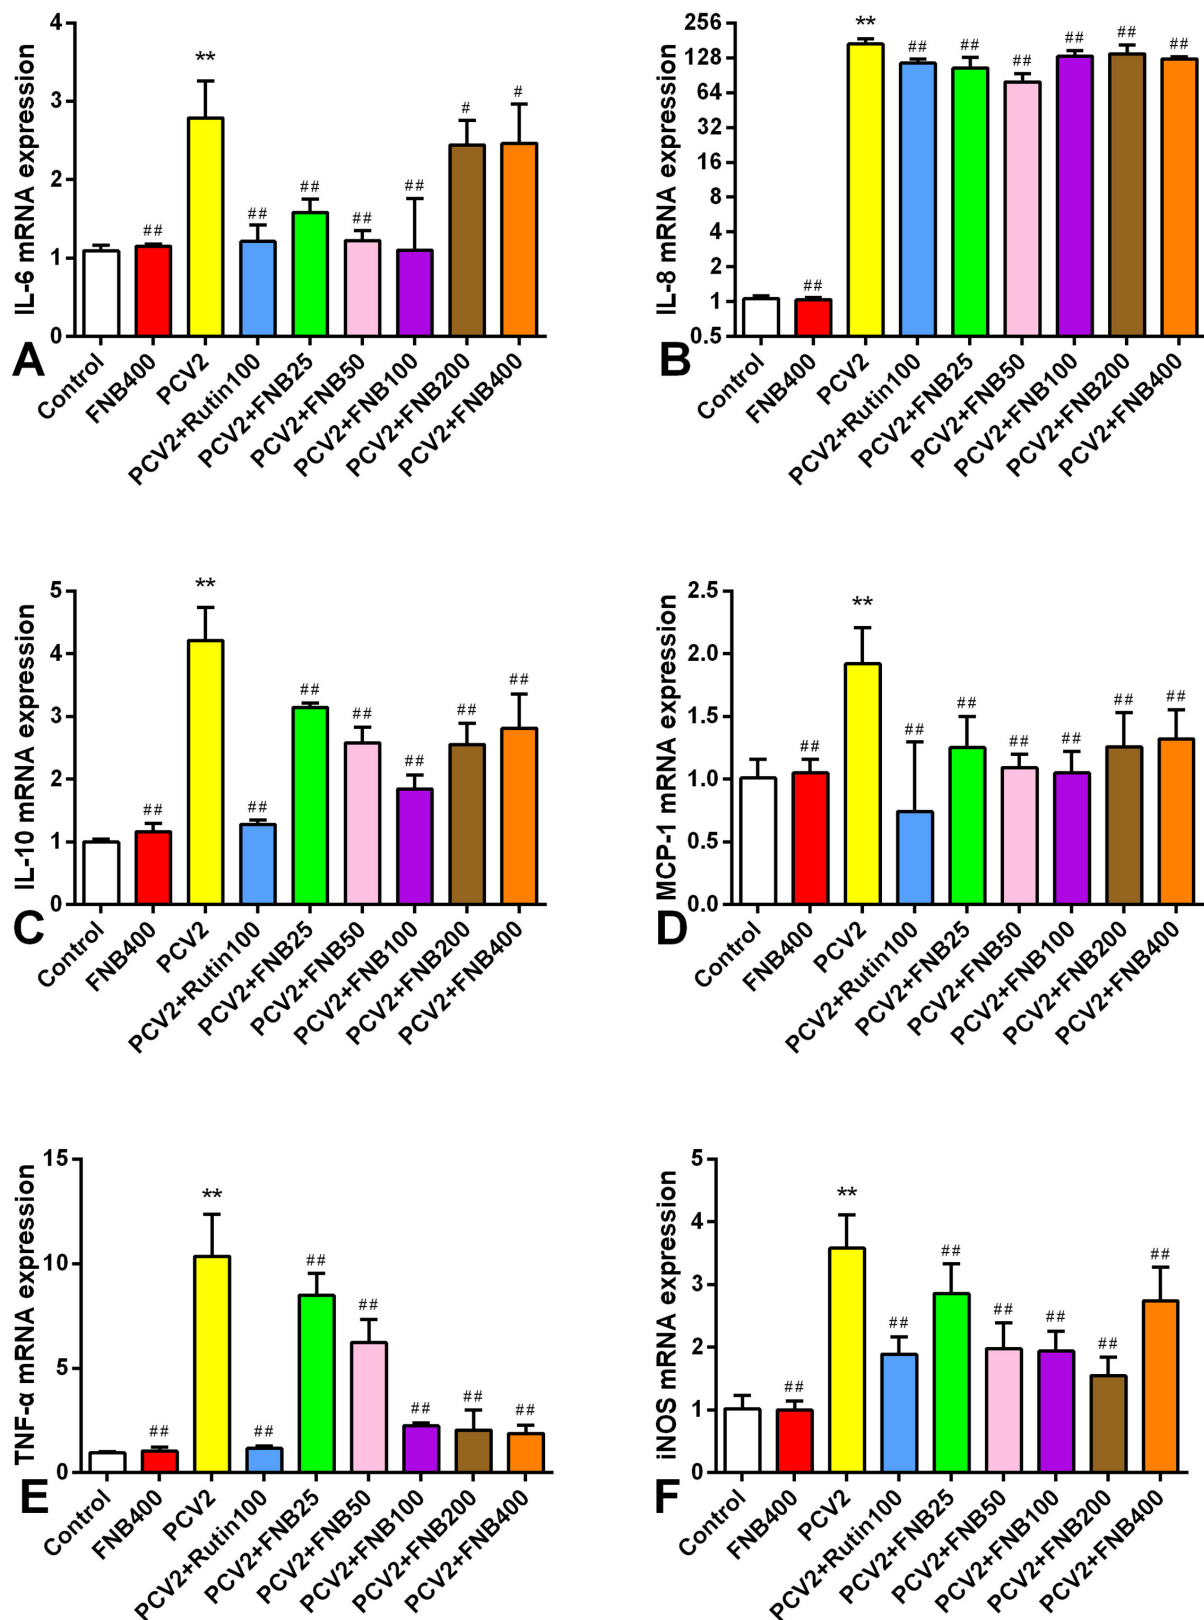 IL-6 mRNA expression
4
3
2
1
0
**
##
##
##
##
##
#
#
A
Control
FNB400
PCV2
PCV2+Rutin100
PCV2+FNB25
PCV2+FNB50
PCV2+FNB100
PCV2+FNB200
PCV2+FNB400
IL-8 mRNA expression
256
128
64
32
16
8
4
2
1
0.5
##
**
##
##
##
##
##
##
B
Control
FNB400
PCV2
PCV2+Rutin100
PCV2+FNB25
PCV2+FNB50
PCV2+FNB100
PCV2+FNB200
PCV2+FNB400
IL-10 mRNA expression
5
4
3
2
1
0
##
**
##
##
##
##
##
##
C
Control
FNB400
PCV2
PCV2+Rutin100
PCV2+FNB25
PCV2+FNB50
PCV2+FNB100
PCV2+FNB200
PCV2+FNB400
MCP-1 mRNA expression
2.5
2.0
1.5
1.0
0.5
0.0
##
**
##
##
##
##
##
##
D
Control
FNB400
PCV2
PCV2+Rutin100
PCV2+FNB25
PCV2+FNB50
PCV2+FNB100
PCV2+FNB200
PCV2+FNB400
TNF-α mRNA expression
15
10
5
0
##
**
##
##
##
##
##
##
E
Control
FNB400
PCV2
PCV2+Rutin100
PCV2+FNB25
PCV2+FNB50
PCV2+FNB100
PCV2+FNB200
PCV2+FNB400
iNOS mRNA expression
5
4
3
2
1
0
##
**
##
##
##
##
##
##
F
Control
FNB400
PCV2
PCV2+Rutin100
PCV2+FNB25
PCV2+FNB50
PCV2+FNB100
PCV2+FNB200
PCV2+FNB400